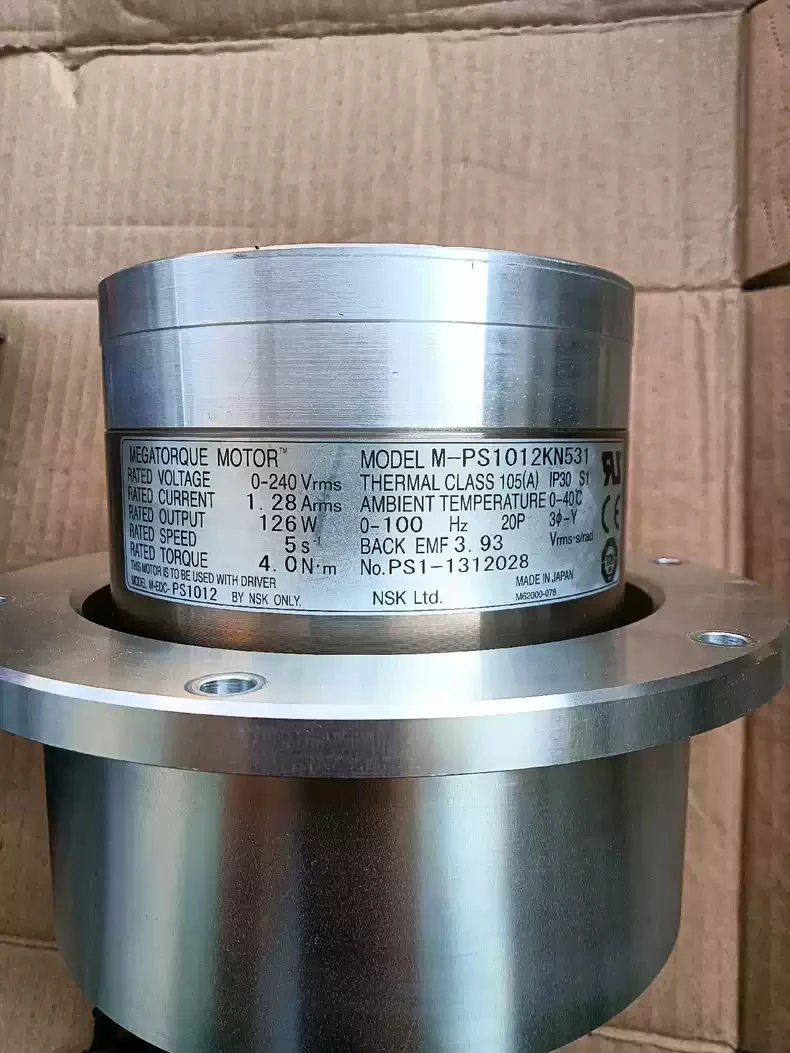 MEGATORQUE MOTOR™
RATED VOLTAGE 0-240 Vrms
RATED CURRENT 1.28 Arms
RATED OUTPUT 126 W
RATED SPEED 5 s⁻¹
RATED TORQUE 4.0 N·m
THIS MOTOR IS TO BE USED WITH DRIVER
MODEL M-EDC-PS1012 BY NSK ONLY.
MODEL M-PS1012KN531
THERMAL CLASS 105(A) IP30 S1
AMBIENT TEMPERATURE 0-40℃
0-100 Hz 20P 3Φ-Y
BACK EMF 3.93 Vrms·s/rad
No.PS1-1312028
MADE IN JAPAN
NSK Ltd.
M62000-078
RU
CE